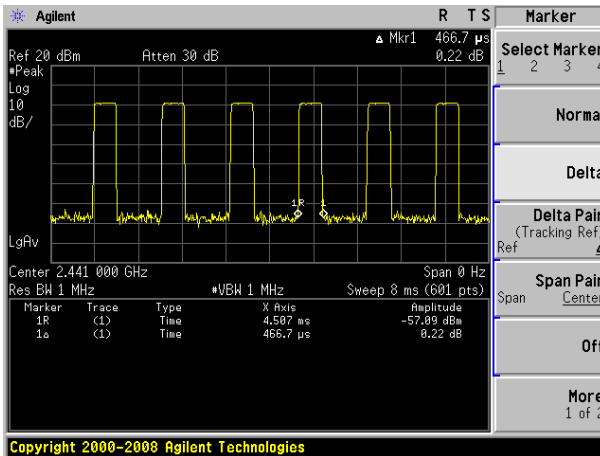 Agilent R T S
Δ Mkr1 466.7 µs
Ref 20 dBm Atten 30 dB 0.22 dB
#Peak
Log
10
dB/
1R 1
LgAv
Center 2.441 000 GHz Span 0 Hz
Res BW 1 MHz #VBW 1 MHz Sweep 8 ms (601 pts)
Marker Trace Type X Axis Amplitude
1R (1) Time 4.507 ms -57.09 dBm
1Δ (1) Time 466.7 µs 0.22 dB
Copyright 2000-2008 Agilent Technologies
Marker
Select Marker
1 2 3
Norma
Delta
Delta Pair
(Tracking Ref)
Ref
Span Pair
Span Center
Off
More
1 of 2